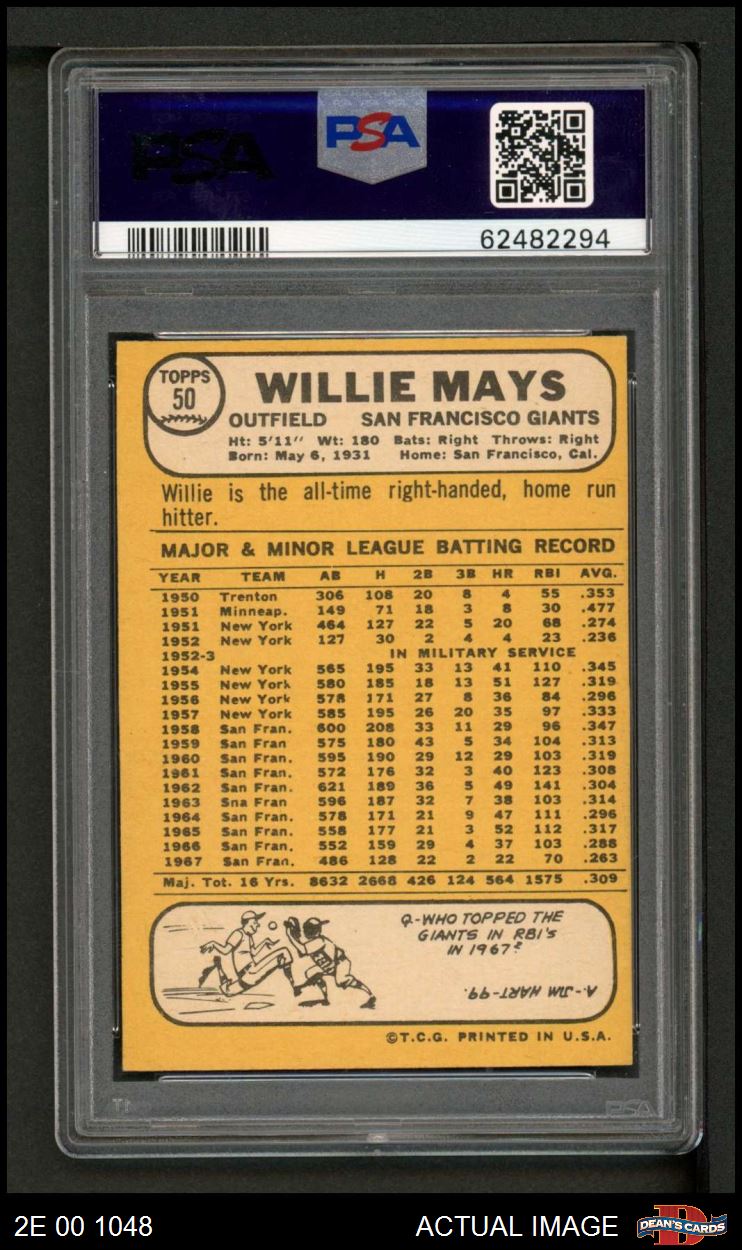 PSA
PSA
62482294
TOPPS
50
WILLIE MAYS
OUTFIELD SAN FRANCISCO GIANTS
Ht: 5'11" Wt: 180 Bats: Right Throws: Right
Born: May 6, 1931 Home: San Francisco, Cal.
Willie is the all-time right-handed, home run
hitter.
MAJOR & MINOR LEAGUE BATTING RECORD
YEAR TEAM AB H 2B 3B HR RBI AVG.
1950 Trenton 306 108 20 8 4 55 .353
1951 Minneap. 149 71 18 3 8 30 .477
1951 New York 464 127 22 5 20 68 .274
1952 New York 127 30 2 4 4 23 .236
1952-3 IN MILITARY SERVICE
1954 New York 565 195 33 13 41 110 .345
1955 New York 580 185 18 13 51 127 .319
1956 New York 578 171 27 8 36 84 .296
1957 New York 585 195 26 20 35 97 .333
1958 San Fran. 600 208 33 11 29 96 .347
1959 San Fran 575 180 43 5 34 104 .313
1960 San Fran. 595 190 29 12 29 103 .319
1961 San Fran. 572 176 32 3 40 123 .308
1962 San Fran. 621 189 36 5 49 141 .304
1963 Sna Fran 596 187 32 7 38 103 .314
1964 San Fran. 578 171 21 9 47 111 .296
1965 San Fran. 558 177 21 3 52 112 .317
1966 San Fran. 552 159 29 4 37 103 .288
1967 San Fran. 486 128 22 2 22 70 .263
Maj. Tot. 16 Yrs. 8632 2668 426 124 564 1575 .309
Q-WHO TOPPED THE
GIANTS IN RBI'S
IN 1967?
A-JIM HART-99.
©T.C.G. PRINTED IN U.S.A.
PSA
2E 00 1048 ACTUAL IMAGE DEAN'S CARDS